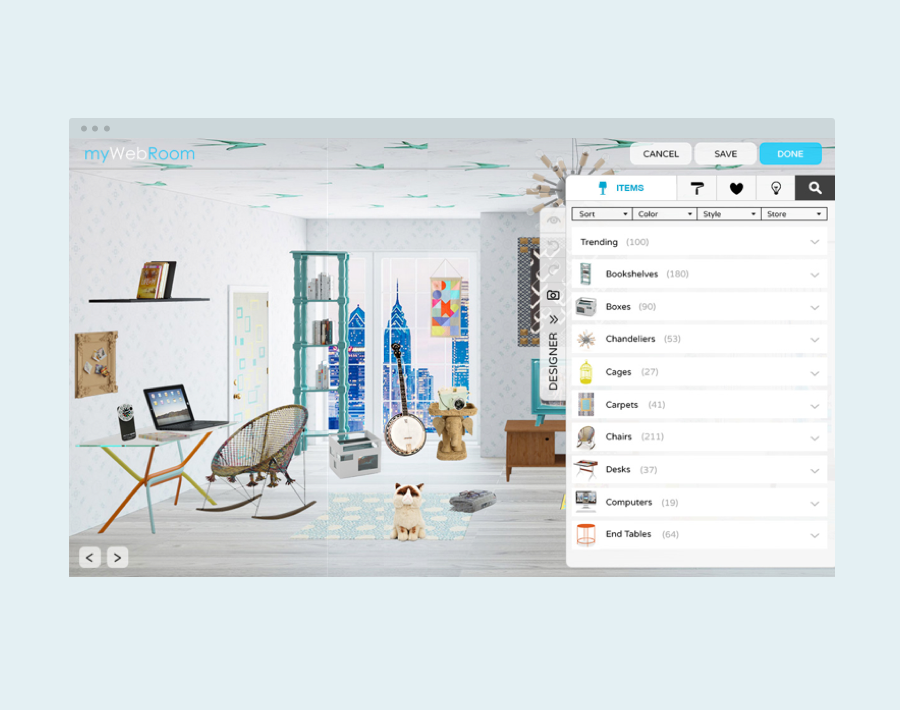 myWebRoom
CANCEL
SAVE
DONE
ITEMS
Sort
Color
Style
Store
Trending (100)
Bookshelves (180)
Boxes (90)
Chandeliers (53)
Cages (27)
Carpets (41)
Chairs (211)
Desks (37)
Computers (19)
End Tables (64)
DESIGNER